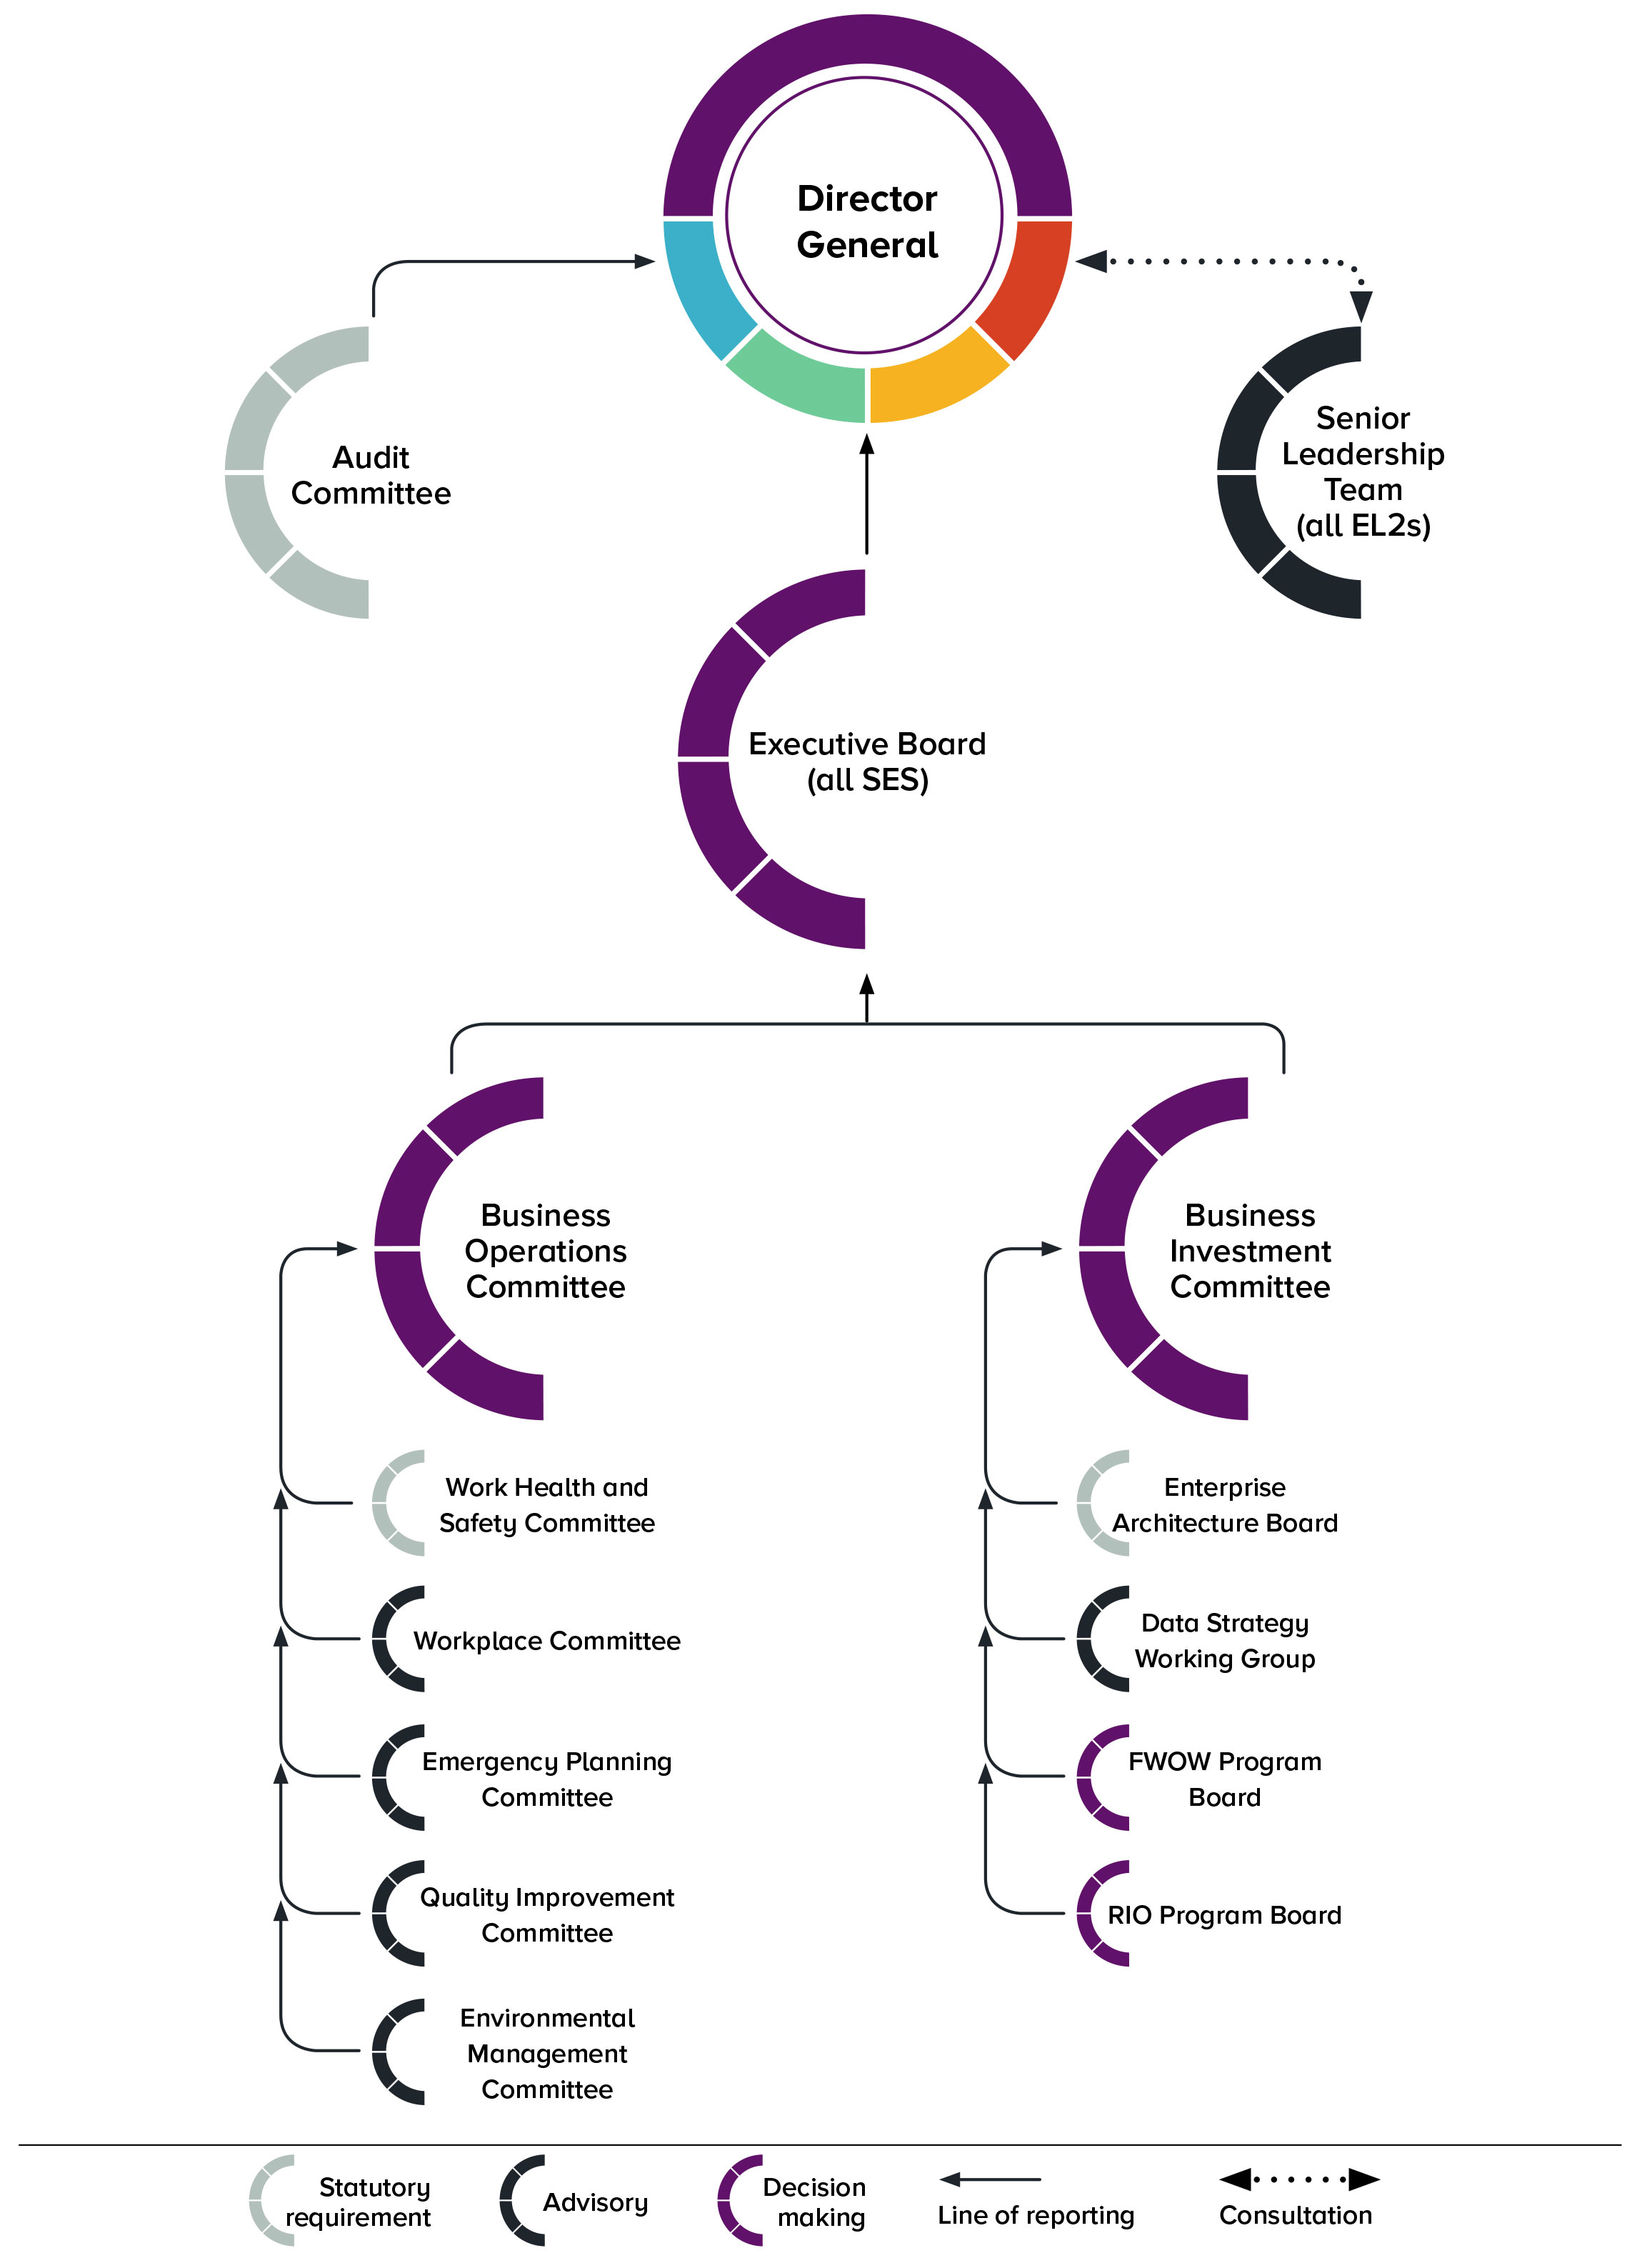 Director
General
Audit
Committee
Senior
Leadership
Team
(all EL2s)
Executive Board
(all SES)
Business
Operations
Committee
Business
Investment
Committee
Work Health and
Safety Committee
Workplace Committee
Emergency Planning
Committee
Quality Improvement
Committee
Environmental
Management
Committee
Enterprise
Architecture Board
Data Strategy
Working Group
FWOW Program
Board
RIO Program Board
Statutory
requirement
Advisory
Decision
making
Line of reporting
Consultation